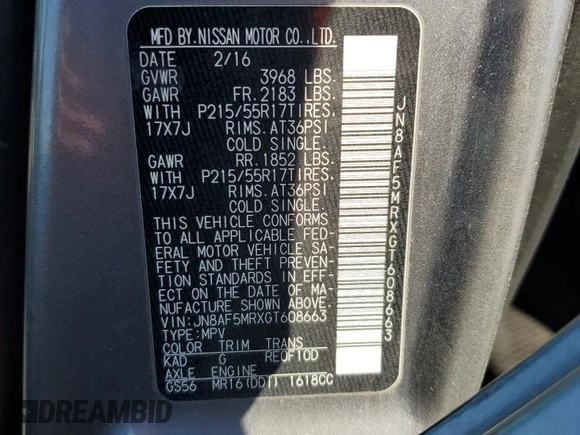 MFD BY.NISSAN MOTOR CO.,LTD.
DATE 2/16
GVWR 3968 LBS.
GAWR FR.2183 LBS.
WITH P215/55R17TIRES.
17X7J RIMS.AT36PSI
COLD SINGLE.
GAWR RR.1852 LBS.
WITH P215/55R17TIRES.
17X7J RIMS.AT36PSI
COLD SINGLE.
THIS VEHICLE CONFORMS
TO ALL APPLICABLE FED-
ERAL MOTOR VEHICLE SA-
FETY AND THEFT PREVEN-
TION STANDARDS IN EFF-
ECT ON THE DATE OF MA-
NUFACTURE SHOWN ABOVE.
VIN:JN8AF5MRXGT608663
TYPE:MPV
COLOR TRIM TRANS
KAD G RE0F10D
AXLE ENGINE
GS56 MR16(DDT) 1618CC
JN8AF5MRXGT608663
DREAMBID